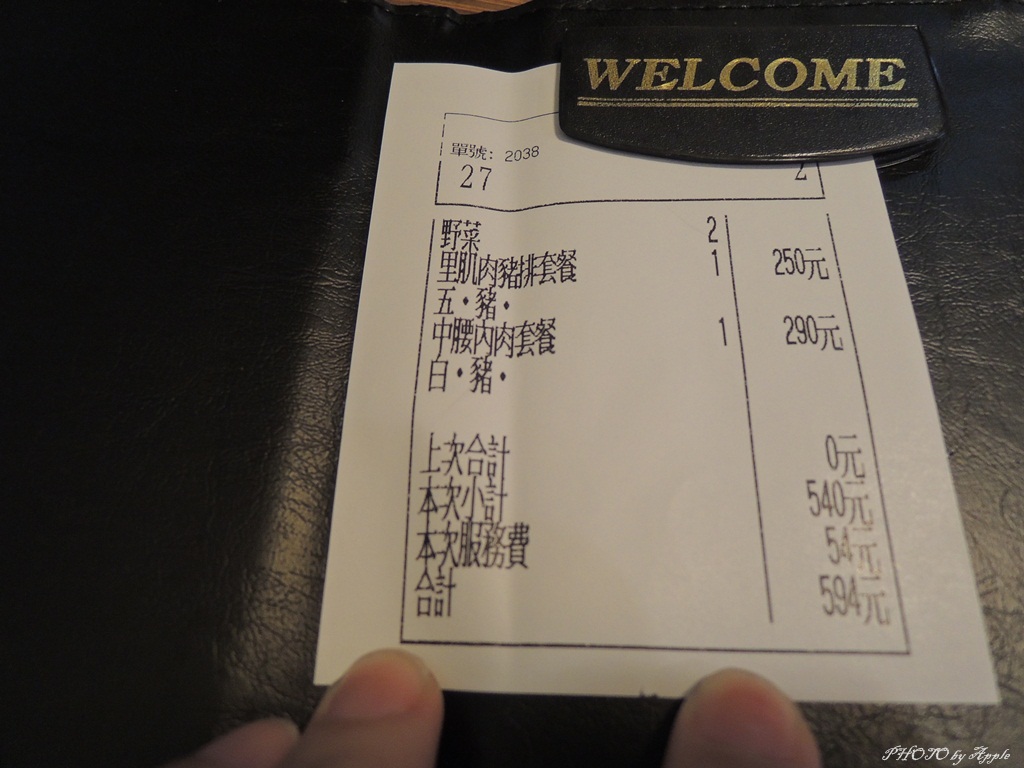 WELCOME
單號: 2038
27 2
野菜 2
里肌肉豬排套餐 1 250元
五·豬·
中腰內肉套餐 1 290元
白·豬·
上次合計 0元
本次小計 540元
本次服務費 54元
合計 594元
PHOTO by Apple